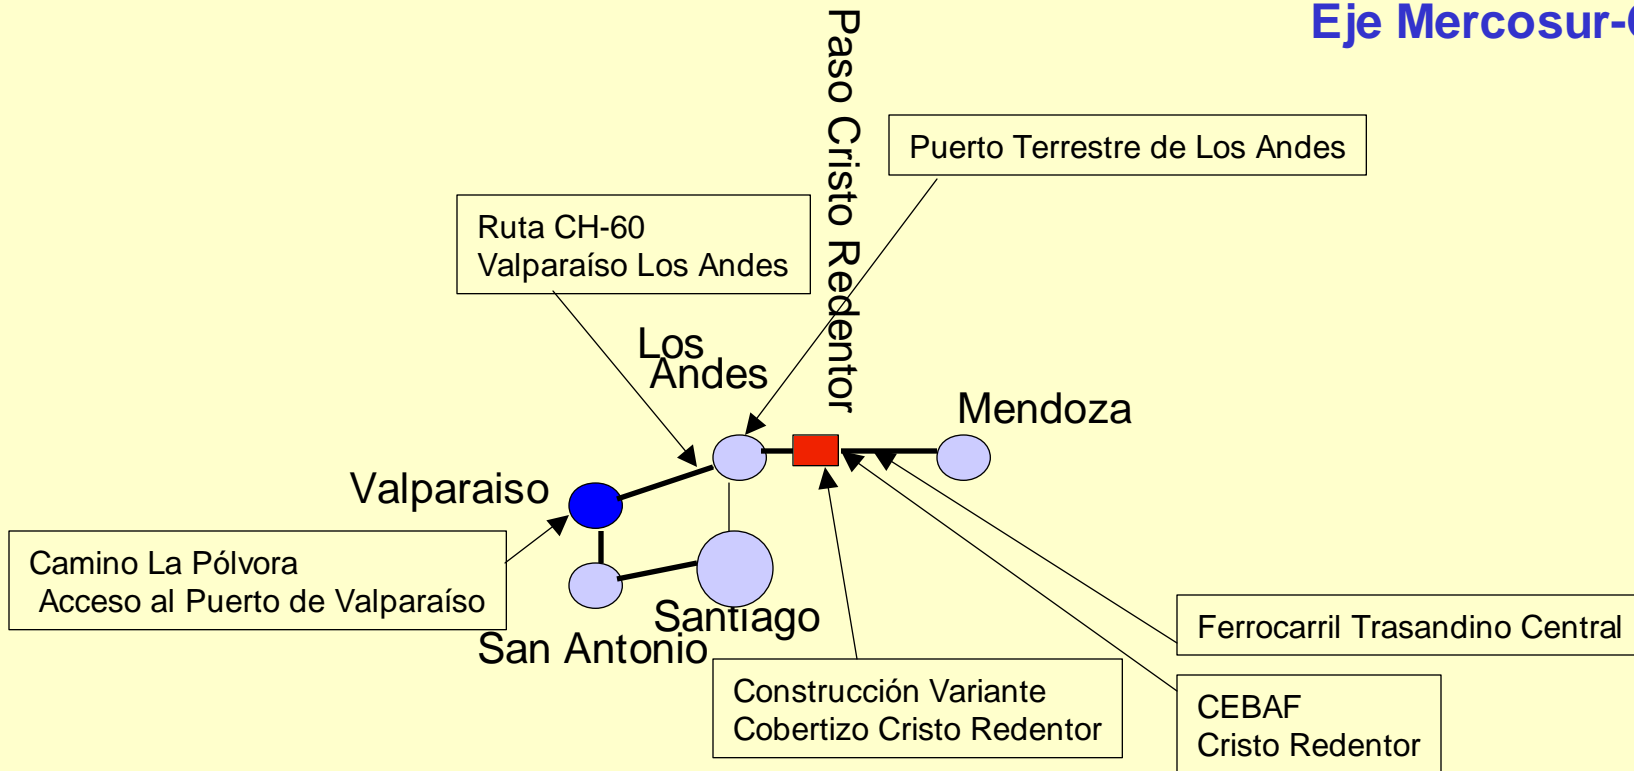 Eje Mercosur-
Paso Cristo Redentor
Puerto Terrestre de Los Andes
Ruta CH-60
Valparaíso Los Andes
Los
Andes
Mendoza
Valparaiso
Camino La Pólvora
Acceso al Puerto de Valparaíso
Santiago
San Antonio
Ferrocarril Trasandino Central
Construcción Variante
Cobertizo Cristo Redentor
CEBAF
Cristo Redentor